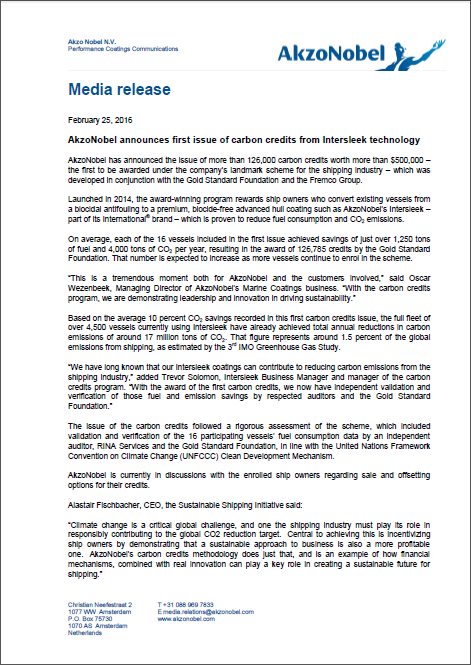 Akzo Nobel N.V.
Performance Coatings Communications
AkzoNobel
Media release
February 25, 2016
AkzoNobel announces first issue of carbon credits from Intersleek technology
AkzoNobel has announced the issue of more than 126,000 carbon credits worth more than $500,000 –
the first to be awarded under the company's landmark scheme for the shipping industry – which was
developed in conjunction with the Gold Standard Foundation and the Fremco Group.
Launched in 2014, the award-winning program rewards ship owners who convert existing vessels from
a biocidal antifouling to a premium, biocide-free advanced hull coating such as AkzoNobel's Intersleek –
part of its International® brand – which is proven to reduce fuel consumption and CO₂ emissions.
On average, each of the 16 vessels included in the first issue achieved savings of just over 1,250 tons
of fuel and 4,000 tons of CO₂ per year, resulting in the award of 126,785 credits by the Gold Standard
Foundation. That number is expected to increase as more vessels continue to enrol in the scheme.
"This is a tremendous moment both for AkzoNobel and the customers involved," said Oscar
Wezenbeek, Managing Director of AkzoNobel's Marine Coatings business. "With the carbon credits
program, we are demonstrating leadership and innovation in driving sustainability."
Based on the average 10 percent CO₂ savings recorded in this first carbon credits issue, the full fleet of
over 4,500 vessels currently using Intersleek have already achieved total annual reductions in carbon
emissions of around 17 million tons of CO₂. That figure represents around 1.5 percent of the global
emissions from shipping, as estimated by the 3rd IMO Greenhouse Gas Study.
"We have long known that our Intersleek coatings can contribute to reducing carbon emissions from the
shipping industry," added Trevor Solomon, Intersleek Business Manager and manager of the carbon
credits program. "With the award of the first carbon credits, we now have independent validation and
verification of those fuel and emission savings by respected auditors and the Gold Standard
Foundation."
The issue of the carbon credits followed a rigorous assessment of the scheme, which included
validation and verification of the 16 participating vessels' fuel consumption data by an independent
auditor, RINA Services and the Gold Standard Foundation, in line with the United Nations Framework
Convention on Climate Change (UNFCCC) Clean Development Mechanism.
AkzoNobel is currently in discussions with the enrolled ship owners regarding sale and offsetting
options for their credits.
Alastair Fischbacher, CEO, the Sustainable Shipping Initiative said:
"Climate change is a critical global challenge, and one the shipping industry must play its role in
responsibly contributing to the global CO2 reduction target. Central to achieving this is incentivizing
ship owners by demonstrating that a sustainable approach to business is also a more profitable
one. AkzoNobel's carbon credits methodology does just that, and is an example of how financial
mechanisms, combined with real innovation can play a key role in creating a sustainable future for
shipping."
Christian Neefestraat 2 T +31 088 969 7833
1077 WW Amsterdam E media.relations@akzonobel.com
P.O. Box 75730 www.akzonobel.com
1070 AS Amsterdam
Netherlands